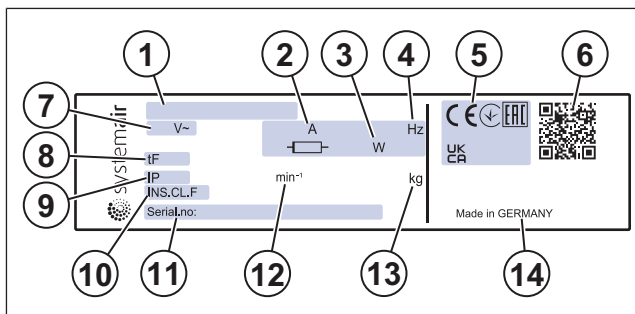 1
2
3
4
5
6
7
8
9
10
11
12
13
14
systemair
V~
A
Hz
W
tF
IP
INS.CL.F
min⁻¹
kg
Serial.no:
CE
EAC
UK
CA
Made in GERMANY